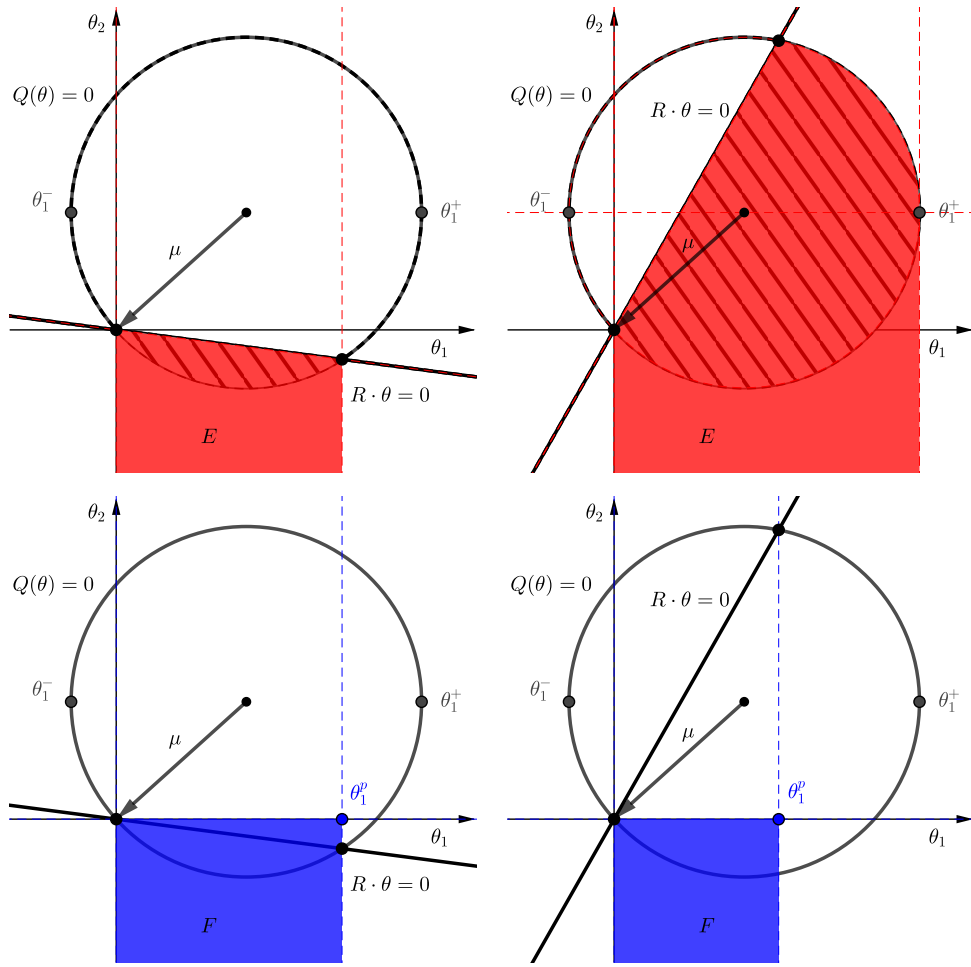 θ₂
Q(θ) = 0
θ₁⁻
θ₁⁺
μ
θ₁
R · θ = 0
E
θ₂
Q(θ) = 0
R · θ = 0
θ₁⁻
θ₁⁺
μ
θ₁
E
θ₂
Q(θ) = 0
θ₁⁻
θ₁⁺
μ
θ₁ᵖ
θ₁
R · θ = 0
F
θ₂
Q(θ) = 0
R · θ = 0
θ₁⁻
θ₁⁺
μ
θ₁ᵖ
θ₁
F